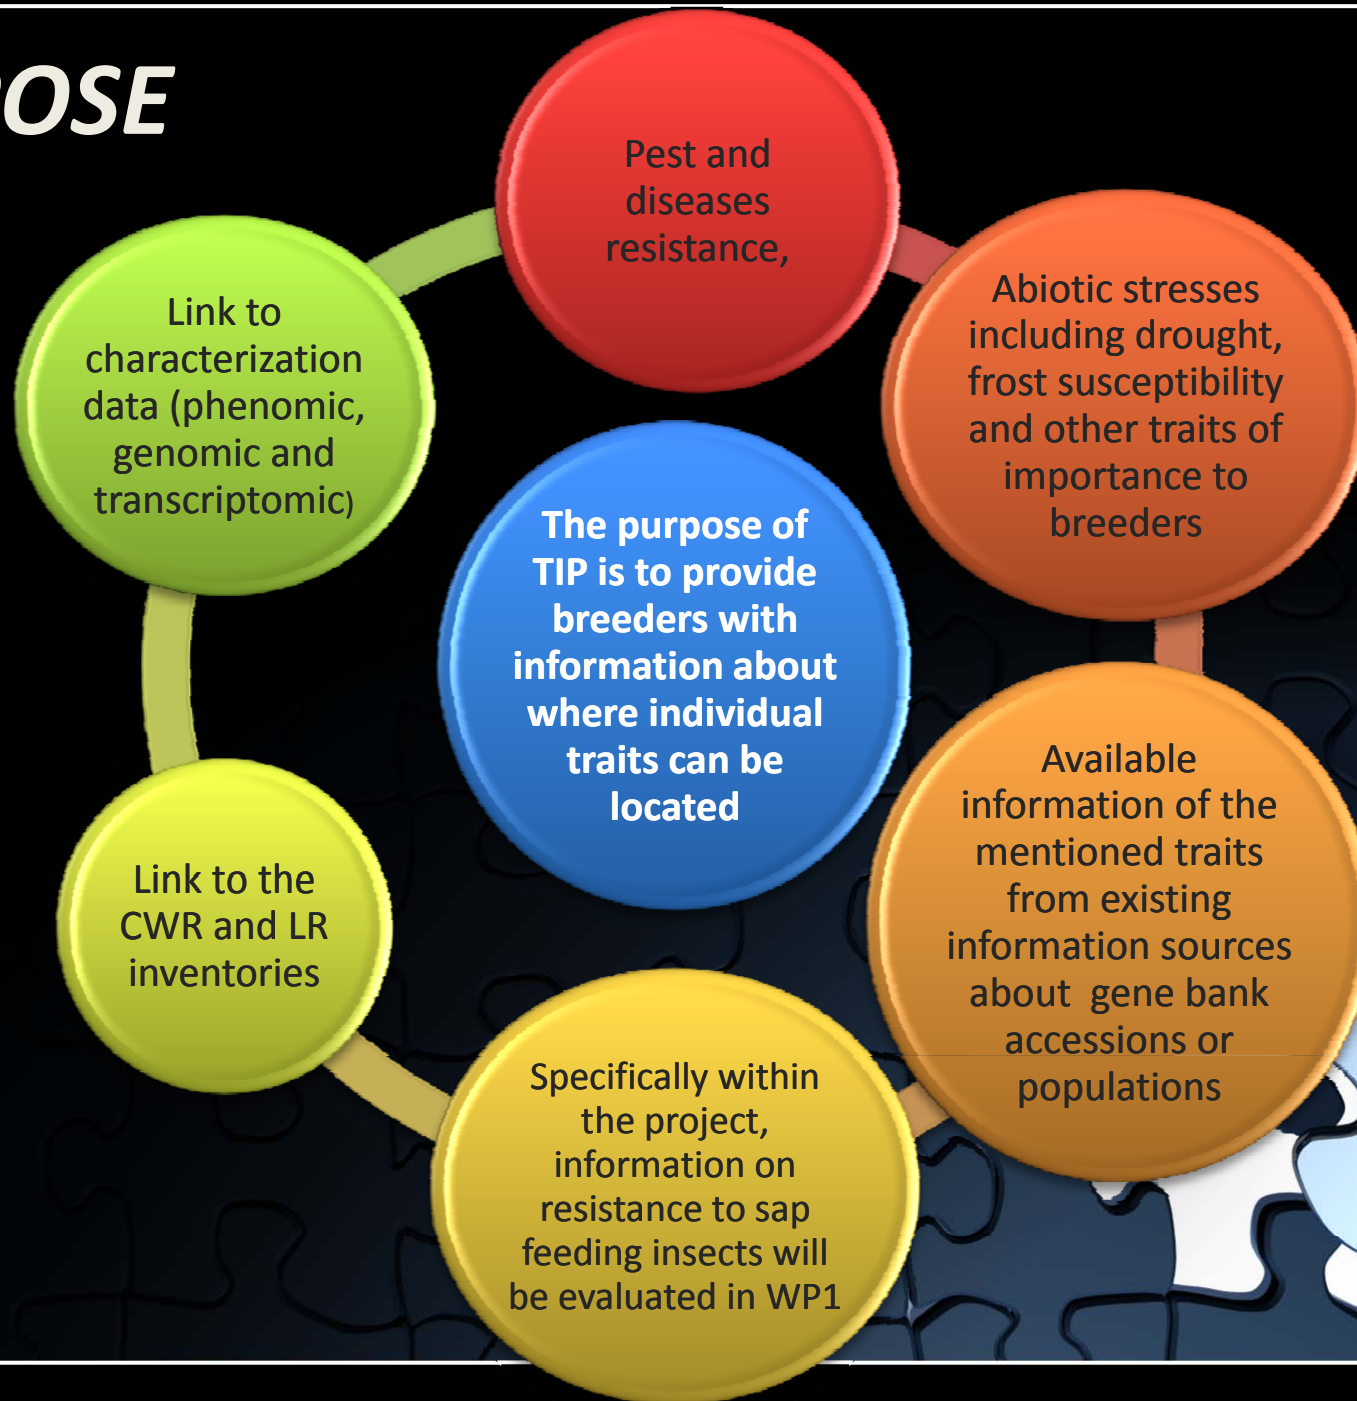 OSE
Pest and
diseases
resistance,
Abiotic stresses
including drought,
frost susceptibility
and other traits of
importance to
breeders
Available
information of the
mentioned traits
from existing
information sources
about  gene bank
accessions or
populations
Specifically within
the project,
information on
resistance to sap
feeding insects will
be evaluated in WP1
Link to the
CWR and LR
inventories
Link to
characterization
data (phenomic,
genomic and
transcriptomic)
The purpose of
TIP is to provide
breeders with
information about
where individual
traits can be
located